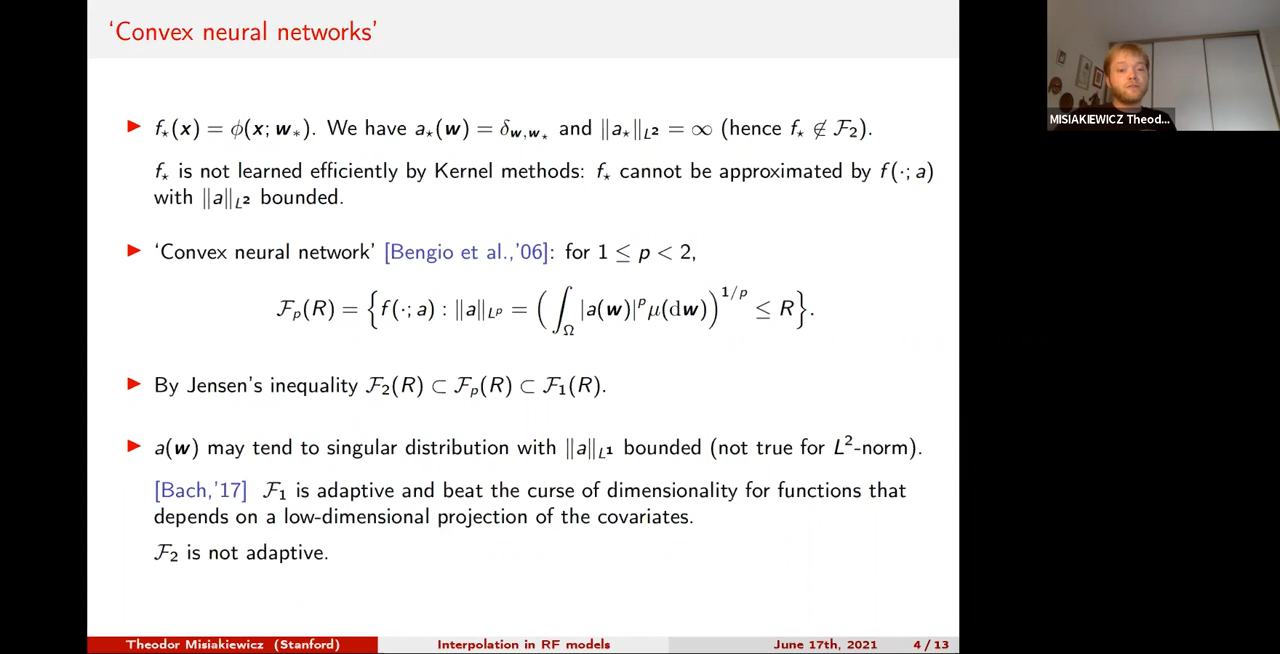 ‘Convex neural networks’
▶ f⋆(x) = ϕ(x; w∗). We have a⋆(w) = δw,w⋆ and ‖a⋆‖L² = ∞ (hence f⋆ ∉ F₂).
f⋆ is not learned efficiently by Kernel methods: f⋆ cannot be approximated by f(·; a)
with ‖a‖L² bounded.
▶ ‘Convex neural network’ [Bengio et al.,’06]: for 1 ≤ p < 2,
Fp(R) = {f(·; a) : ‖a‖Lᵖ = (∫Ω |a(w)|ᵖ μ(dw))^1/p ≤ R}.
▶ By Jensen’s inequality F₂(R) ⊂ Fp(R) ⊂ F₁(R).
▶ a(w) may tend to singular distribution with ‖a‖L¹ bounded (not true for L²-norm).
[Bach,’17] F₁ is adaptive and beat the curse of dimensionality for functions that
depends on a low-dimensional projection of the covariates.
F₂ is not adaptive.
Theodor Misiakiewicz (Stanford) Interpolation in RF models June 17th, 2021 4 / 13
MISIAKIEWICZ Theod...